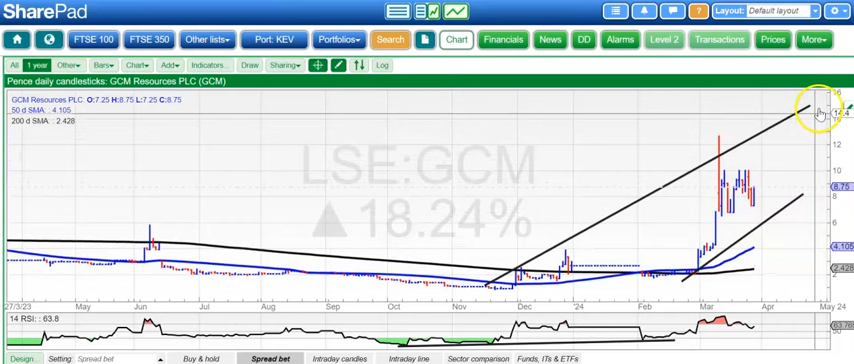 SharePad
Layout: Default layout
FTSE 100 FTSE 350 Other lists Port: KEV Portfolios Search Chart Financials News DD Alarms Level 2 Transactions Prices More
All 1 year Other Bars Chart Add Indicators... Draw Sharing Log
Pence daily candlesticks: GCM Resources PLC (GCM)
GCM Resources PLC: O:7.25 H:8.75 L:7.25 C:8.75
50 d SMA: : 4.105
200 d SMA: : 2.428
LSE:GCM
▲18.24%
16
14.4
12
10
8.75
8
6
4.105
2.428
27/3/23 May Jun Jul Aug Sep Oct Nov Dec '24 Feb Mar Apr May 24
14 RSI: : 63.8
50
Design... Setting: Spread bet Buy & hold Spread bet Intraday candles Intraday line Sector comparison Funds, ITs & ETFs